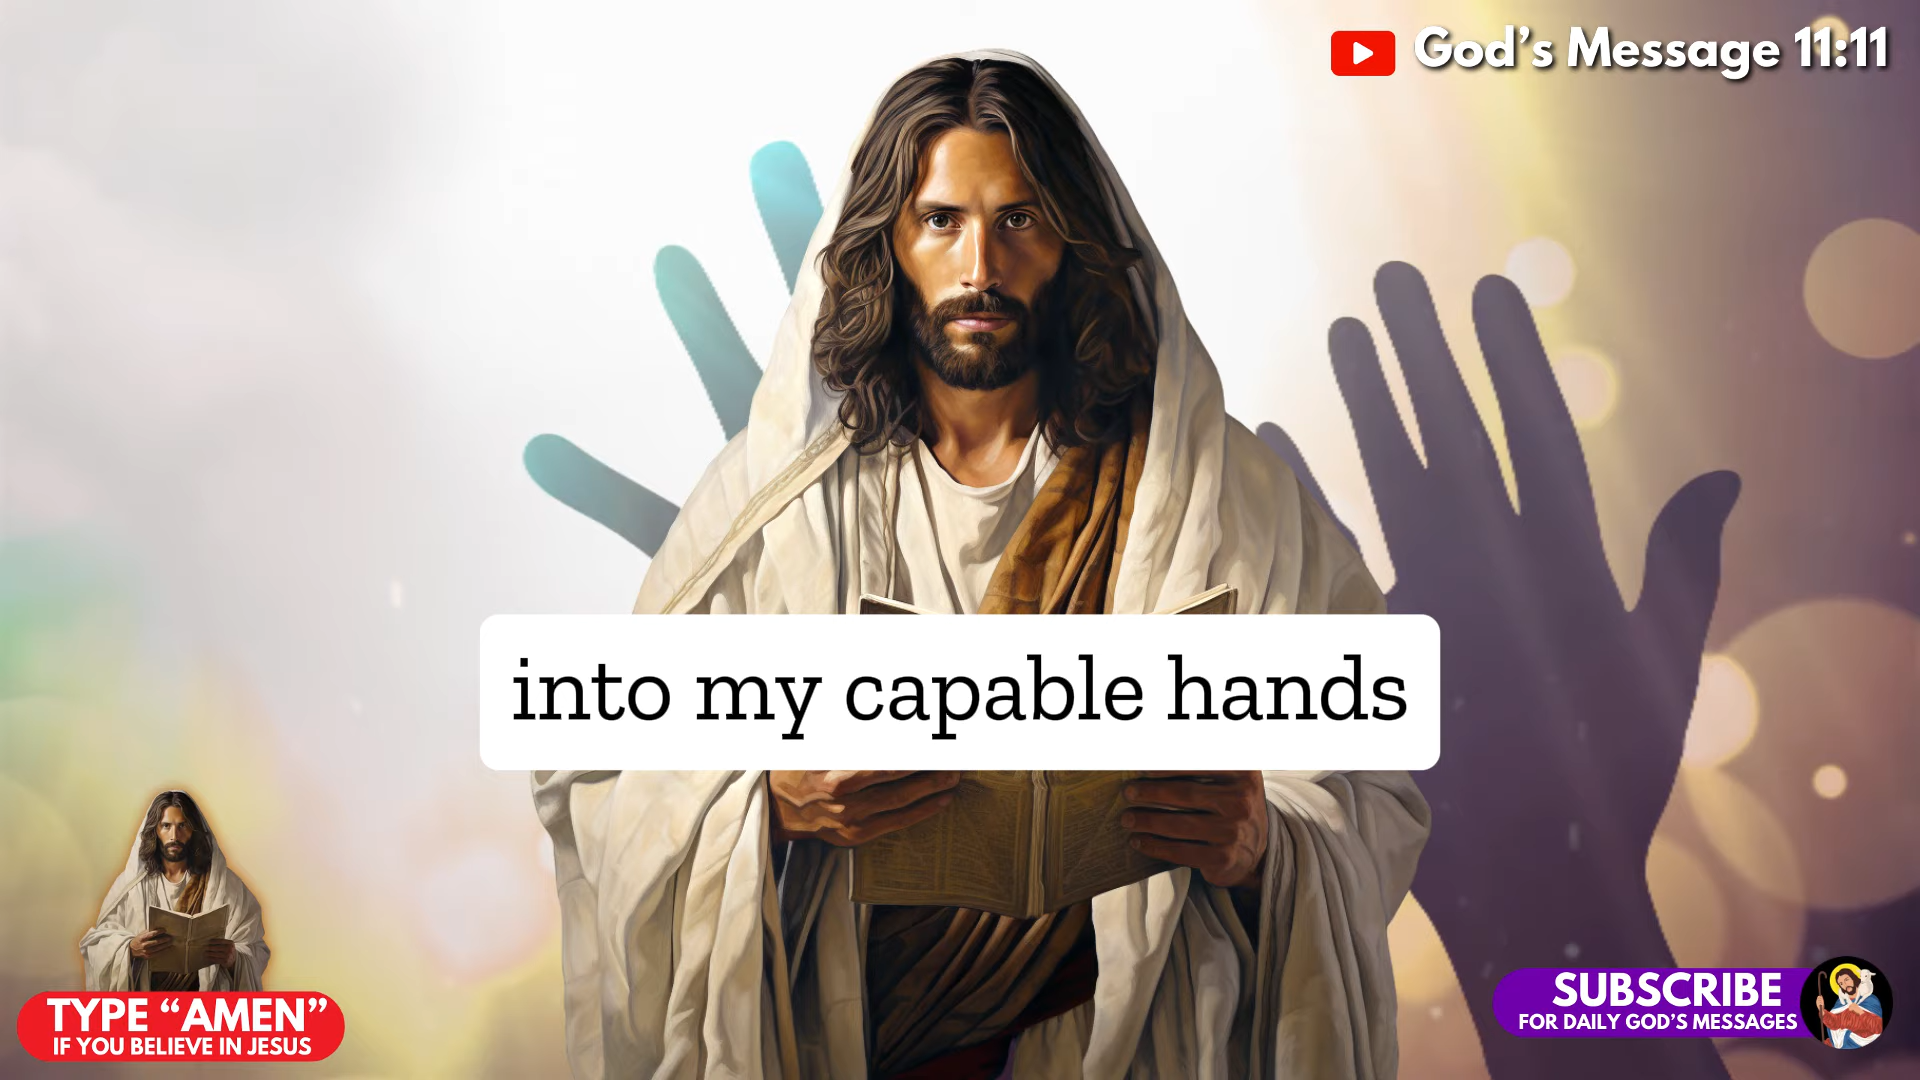 God's Message 11:11
into my capable hands
TYPE “AMEN”
IF YOU BELIEVE IN JESUS
SUBSCRIBE
FOR DAILY GOD'S MESSAGES